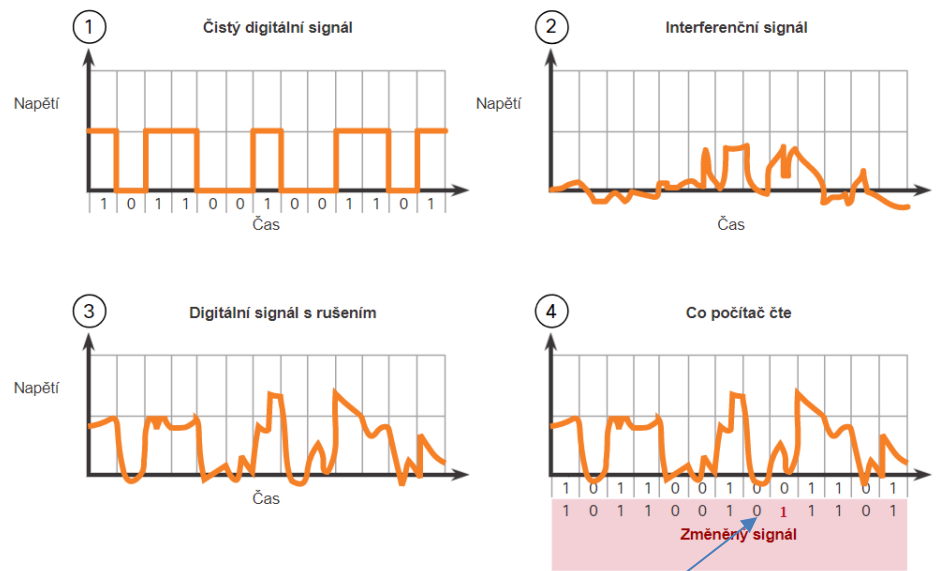 1 Čistý digitální signál
Napětí
1 0 1 1 0 0 1 0 0 1 1 0 1
Čas
2 Interferenční signál
Napětí
Čas
3 Digitální signál s rušením
Napětí
Čas
4 Co počítač čte
1 0 1 1 0 0 1 0 0 1 1 0 1
1 0 1 1 0 0 1 0 1 1 1 0 1
Změněný signál